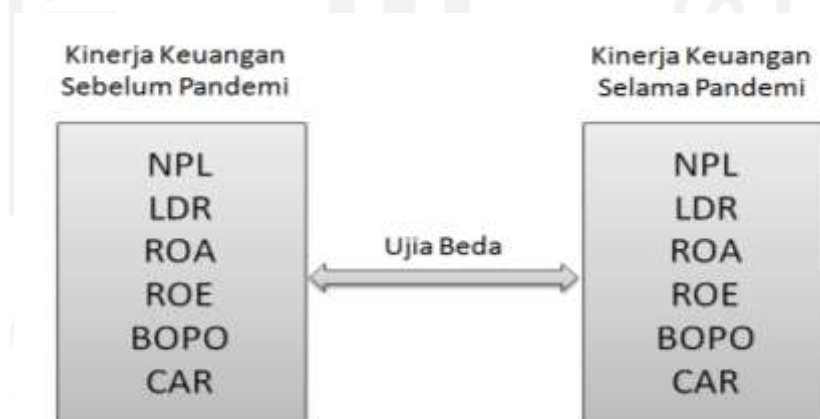 Kinerja Keuangan
Sebelum Pandemi
NPL
LDR
ROA
ROE
BOPO
CAR
Ujia Beda
Kinerja Keuangan
Selama Pandemi
NPL
LDR
ROA
ROE
BOPO
CAR